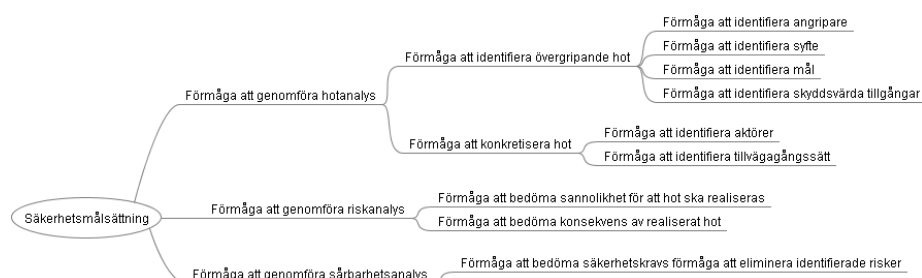 Säkerhetsmålsättning
Förmåga att genomföra hotanalys
Förmåga att identifiera övergripande hot
Förmåga att identifiera angripare
Förmåga att identifiera syfte
Förmåga att identifiera mål
Förmåga att identifiera skyddsvärda tillgångar
Förmåga att konkretisera hot
Förmåga att identifiera aktörer
Förmåga att identifiera tillvägagångssätt
Förmåga att genomföra riskanalys
Förmåga att bedöma sannolikhet för att hot ska realiseras
Förmåga att bedöma konsekvens av realiserat hot
Förmåga att genomföra sårbarhetsanalys
Förmåga att bedöma säkerhetskravs förmåga att eliminera identifierade risker